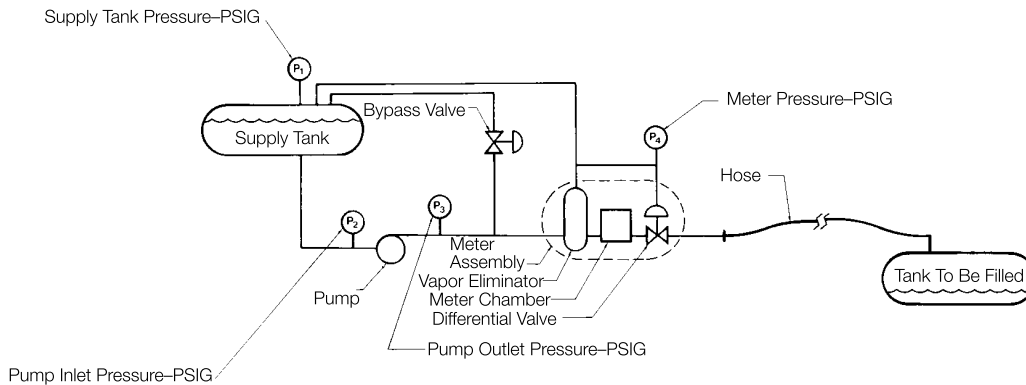 Supply Tank Pressure–PSIG
P1
Bypass Valve
Meter Pressure–PSIG
Supply Tank
P4
Hose
P2
P3
Meter
Assembly
Vapor Eliminator
Meter Chamber
Differential Valve
Tank To Be Filled
Pump
Pump Outlet Pressure–PSIG
Pump Inlet Pressure–PSIG